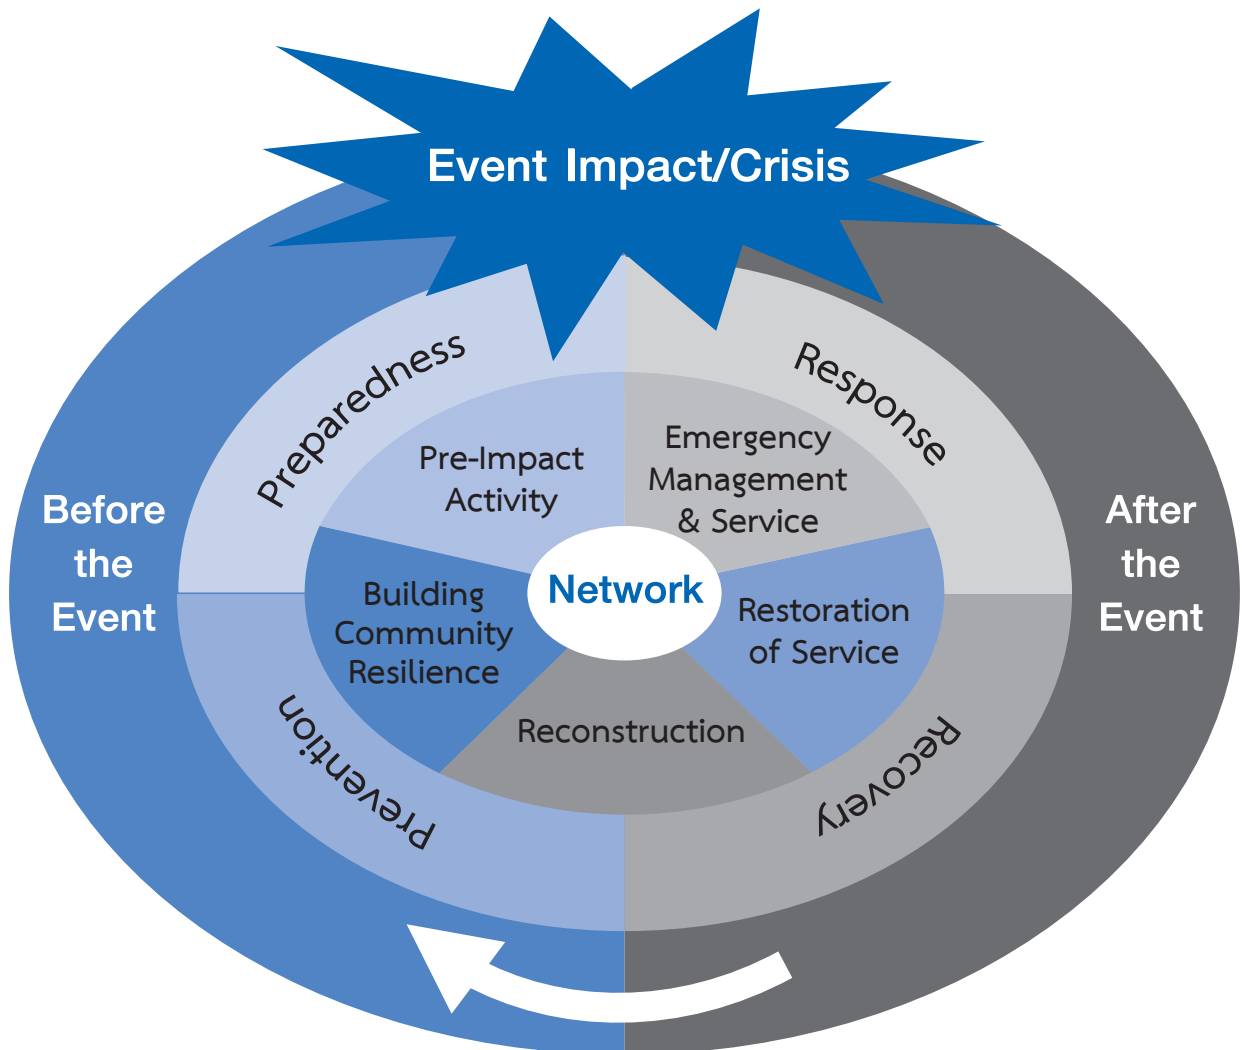 Event Impact/Crisis
Preparedness
Response
Pre-Impact
Activity
Emergency
Management
& Service
Before
the
Event
After
the
Event
Network
Building
Community
Resilience
Restoration
of Service
Reconstruction
Prevention
Recovery